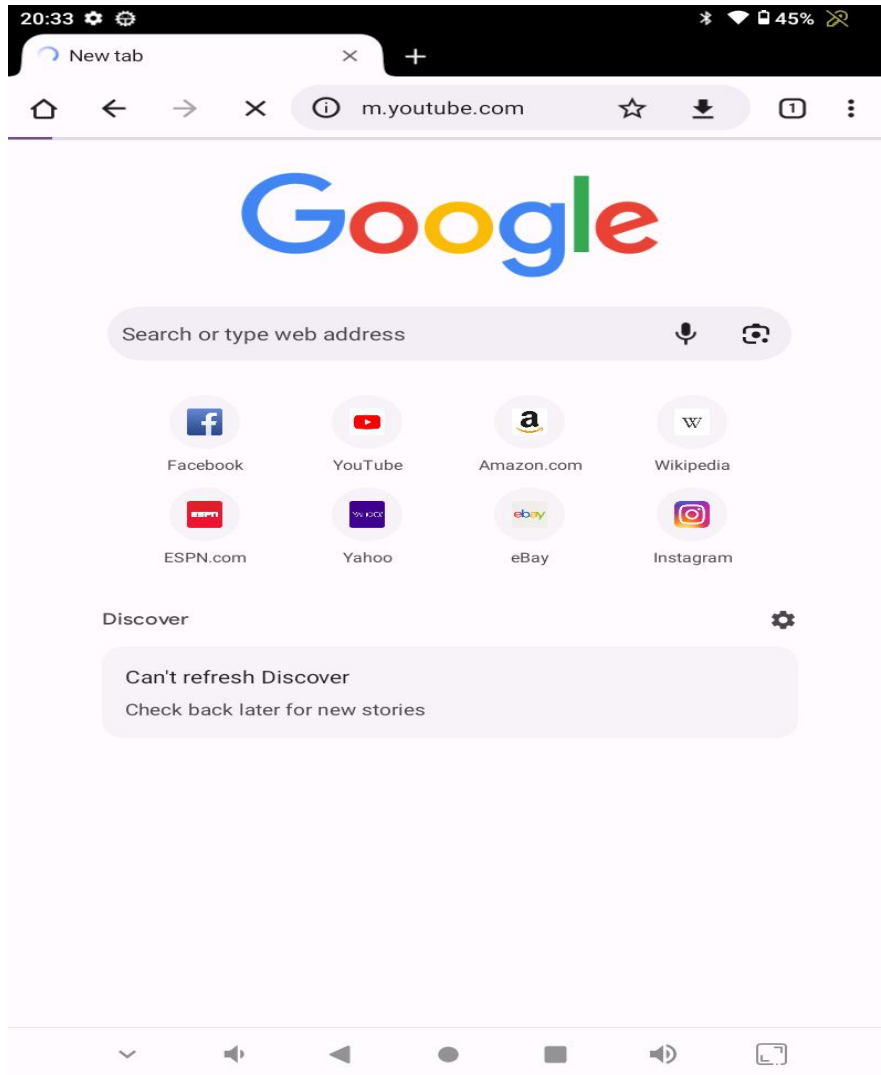 20:33 45%
New tab
m.youtube.com 1
Google
Search or type web address
Facebook YouTube Amazon.com Wikipedia
ESPN.com Yahoo eBay Instagram
Discover
Can't refresh Discover
Check back later for new stories